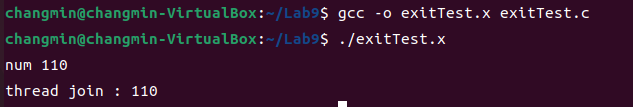 changmin@changmin-VirtualBox:~/Lab9$ gcc -o exitTest.x exitTest.c
changmin@changmin-VirtualBox:~/Lab9$ ./exitTest.x
num 110
thread join : 110